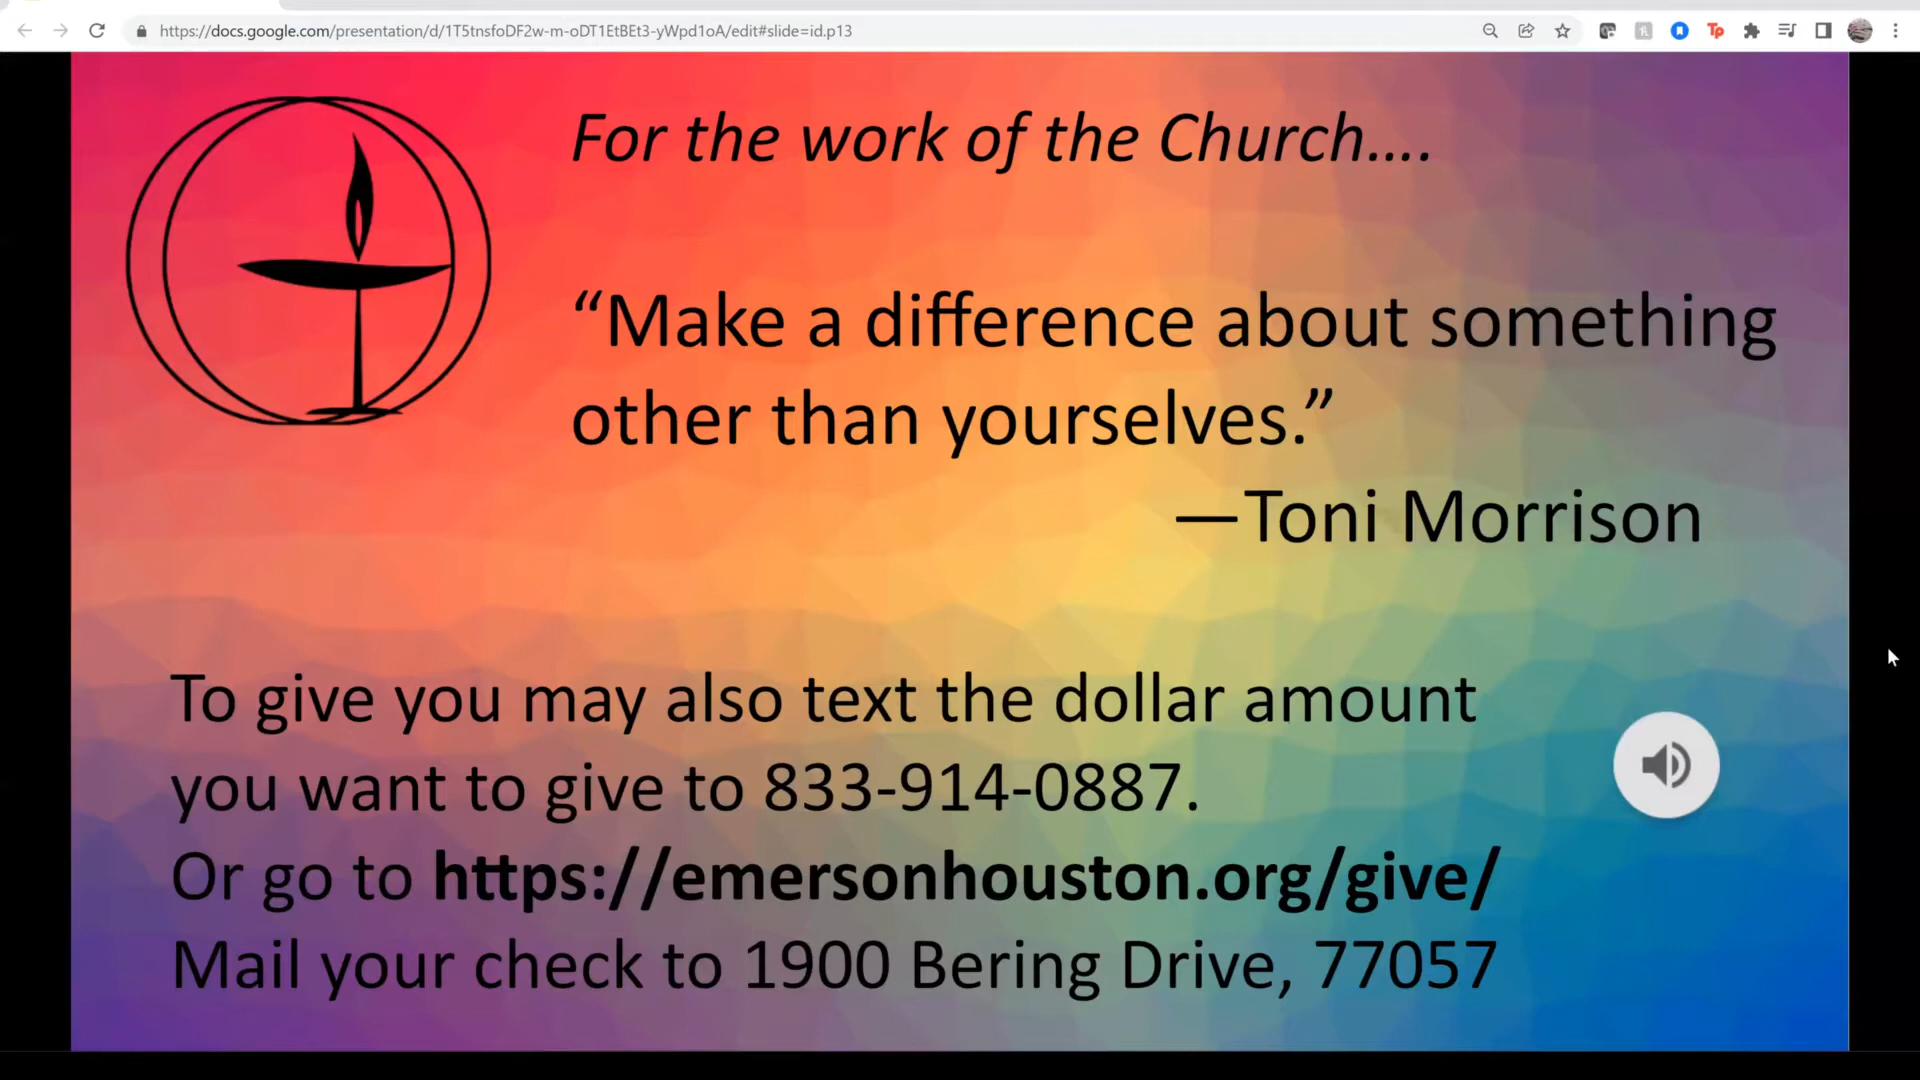 https://docs.google.com/presentation/d/1T5tnsfoDF2w-m-oDT1EtBEt3-yWpd1oA/edit#slide=id.p13
For the work of the Church....
“Make a difference about something
other than yourselves.”
—Toni Morrison
To give you may also text the dollar amount
you want to give to 833-914-0887.
Or go to https://emersonhouston.org/give/
Mail your check to 1900 Bering Drive, 77057